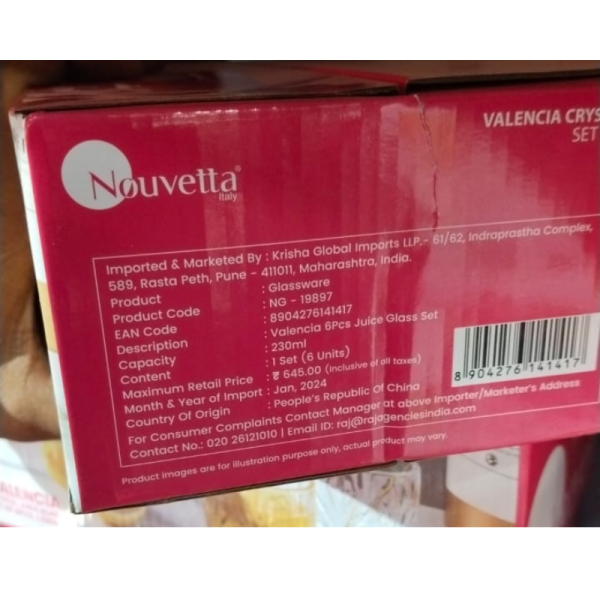 VALENCIA CRYS
SET
Nouvetta®
Italy
Imported & Marketed By : Krisha Global Imports LLP.- 61/62, Indraprastha Complex,
589, Rasta Peth, Pune - 411011, Maharashtra, India.
Product : Glassware
Product Code : NG - 19897
EAN Code : 8904276141417
Description : Valencia 6Pcs Juice Glass Set
Capacity : 230ml
Content : 1 Set (6 Units)
Maximum Retail Price : ₹ 645.00 (Inclusive of all taxes)
Month & Year of Import : Jan, 2024
Country Of Origin : People's Republic Of China
For Consumer Complaints Contact Manager at above Importer/Marketer's Address
Contact No.: 020 26121010 | Email ID: raj@rajagenciesindia.com
Product images are for illustration purpose only, actual product may vary.
8 904276 141417
ALENCIA